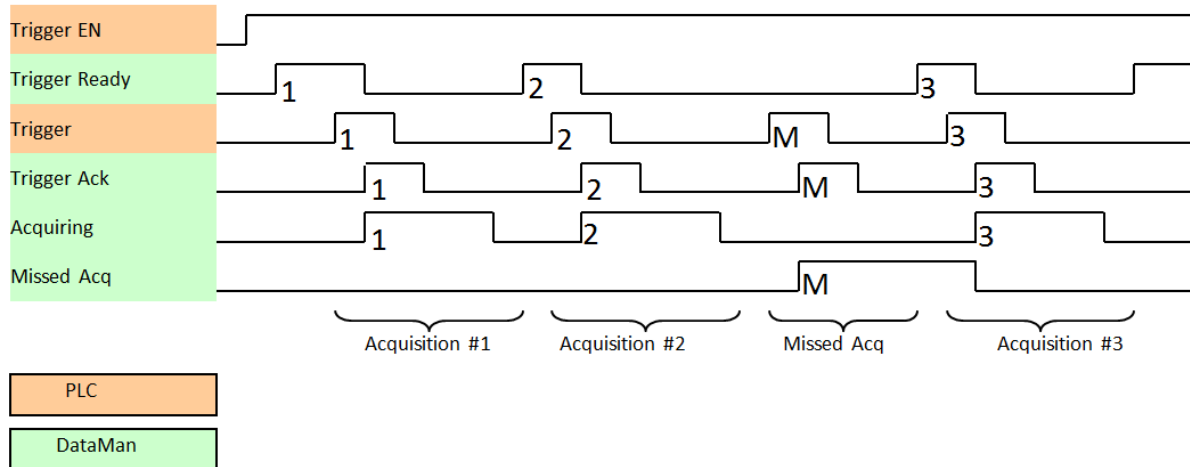 Trigger EN
Trigger Ready
1 2 3
Trigger
1 2 M 3
Trigger Ack
1 2 M 3
Acquiring
1 2 3
Missed Acq
M
Acquisition #1 Acquisition #2 Missed Acq Acquisition #3
PLC
DataMan